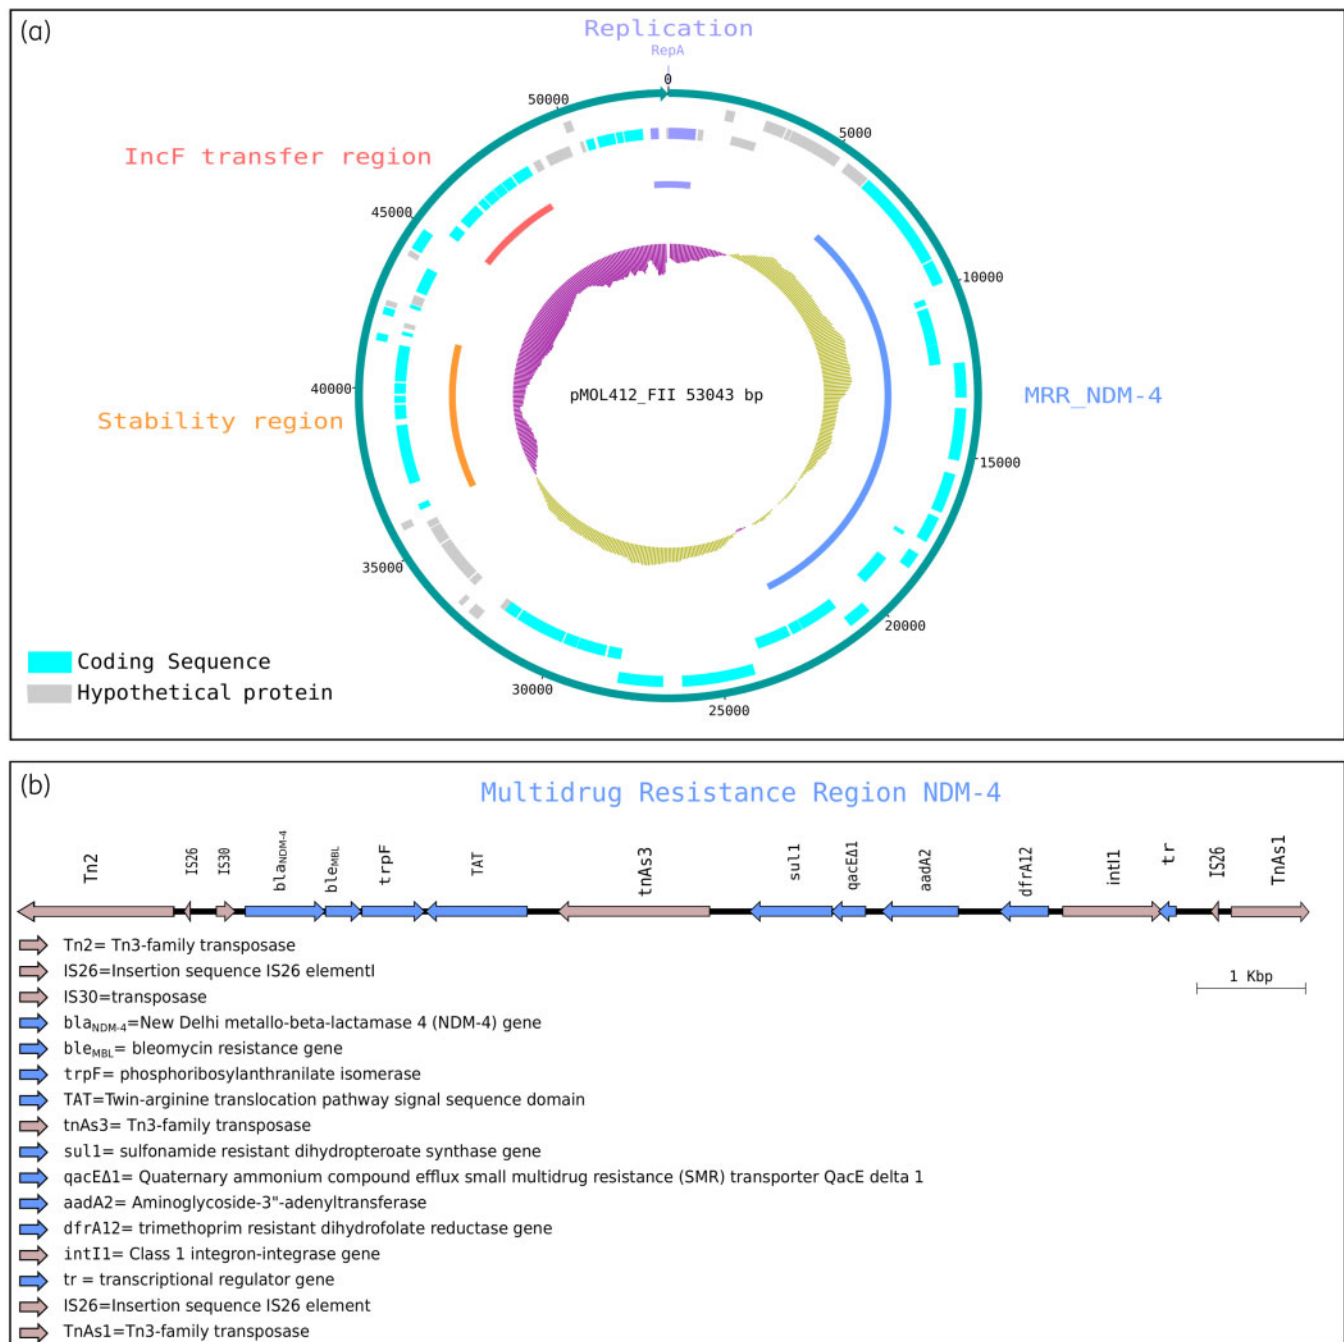 (a)
Replication
RepA
0
50000
5000
IncF transfer region
45000
10000
pMOL412_FII 53043 bp
MRR_NDM-4
40000
Stability region
15000
35000
20000
Coding Sequence
30000
Hypothetical protein
25000
(b)
Multidrug Resistance Region NDM-4
Tn2
IS26
IS30
blaNDM-4
bleMBL
trpF
TAT
tnAs3
sul1
qacEΔ1
aadA2
dfrA12
intI1
tr
IS26
TnAs1
Tn2= Tn3-family transposase
IS26=Insertion sequence IS26 elementI
1 Kbp
IS30=transposase
blaNDM-4=New Delhi metallo-beta-lactamase 4 (NDM-4) gene
bleMBL= bleomycin resistance gene
trpF= phosphoribosylanthranilate isomerase
TAT=Twin-arginine translocation pathway signal sequence domain
tnAs3= Tn3-family transposase
sul1= sulfonamide resistant dihydropteroate synthase gene
qacEΔ1= Quaternary ammonium compound efflux small multidrug resistance (SMR) transporter QacE delta 1
aadA2= Aminoglycoside-3"-adenyltransferase
dfrA12= trimethoprim resistant dihydrofolate reductase gene
intI1= Class 1 integron-integrase gene
tr = transcriptional regulator gene
IS26=Insertion sequence IS26 element
TnAs1=Tn3-family transposase